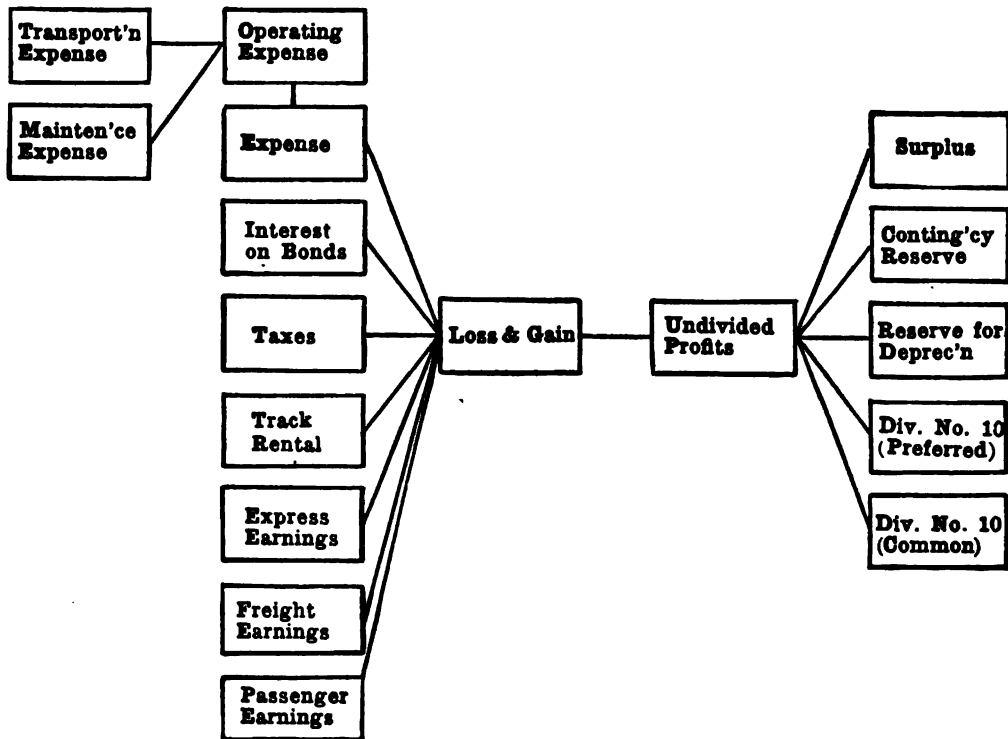 Transport'n
Expense
Operating
Expense
Mainten'ce
Expense
Expense
Interest
on Bonds
Taxes
Track
Rental
Express
Earnings
Freight
Earnings
Passenger
Earnings
Loss & Gain
Undivided
Profits
Surplus
Conting'cy
Reserve
Reserve for
Deprec'n
Div. No. 10
(Preferred)
Div. No. 10
(Common)